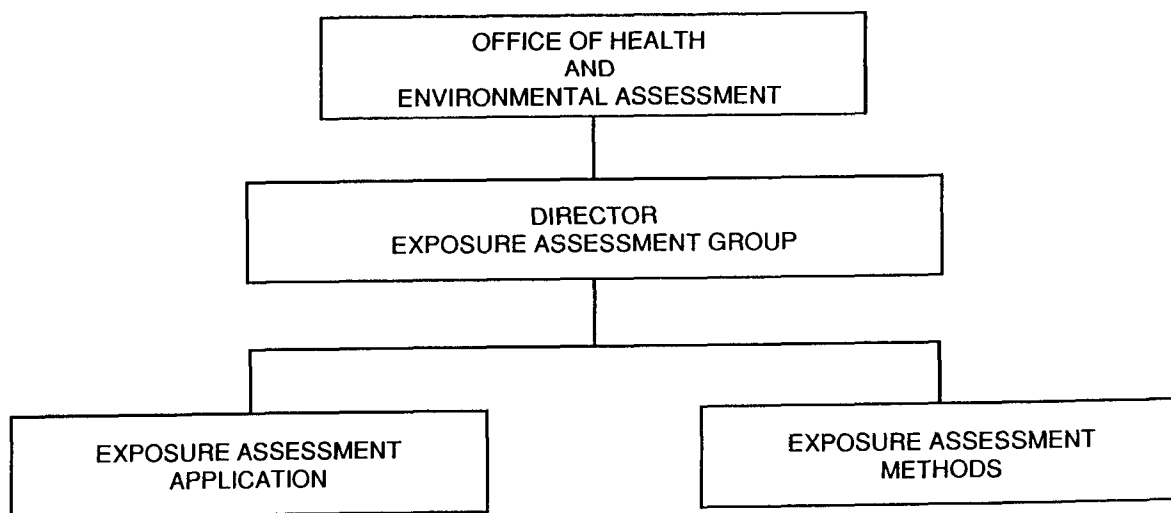 OFFICE OF HEALTH
AND
ENVIRONMENTAL ASSESSMENT
DIRECTOR
EXPOSURE ASSESSMENT GROUP
EXPOSURE ASSESSMENT
APPLICATION
EXPOSURE ASSESSMENT
METHODS